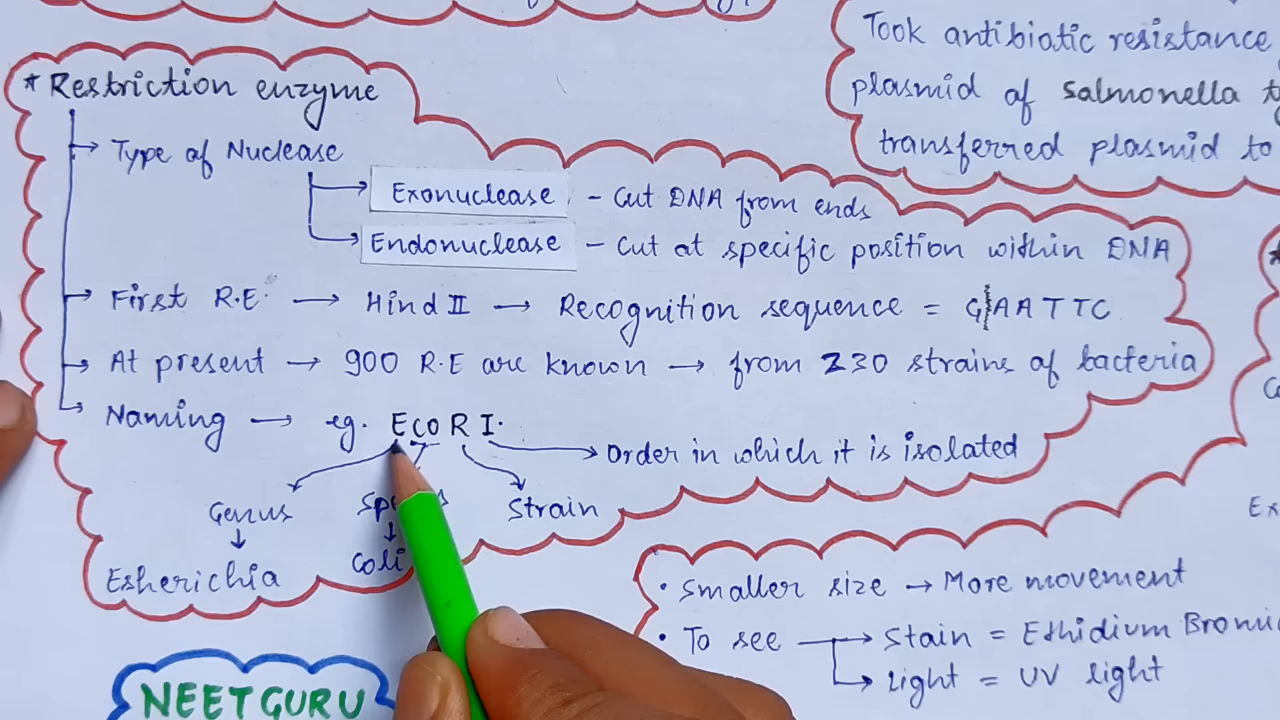 Took antibiotic resistance
plasmid of Salmonella
transferred plasmid to
* Restriction enzyme
→ Type of Nuclease
→ Exonuclease - Cut DNA from ends
→ Endonuclease - Cut at specific position within DNA
→ First R.E. → Hind II → Recognition sequence = G AATTC
→ At present → 900 R.E are known → from 230 strains of bacteria
→ Naming → eg. ECO R I.
→ Order in which it is isolated
Genus
Strain
Esherichia
Coli
• Smaller size → More movement
• To see → Stain = Ethidium
→ Light = UV light
NEET GURU